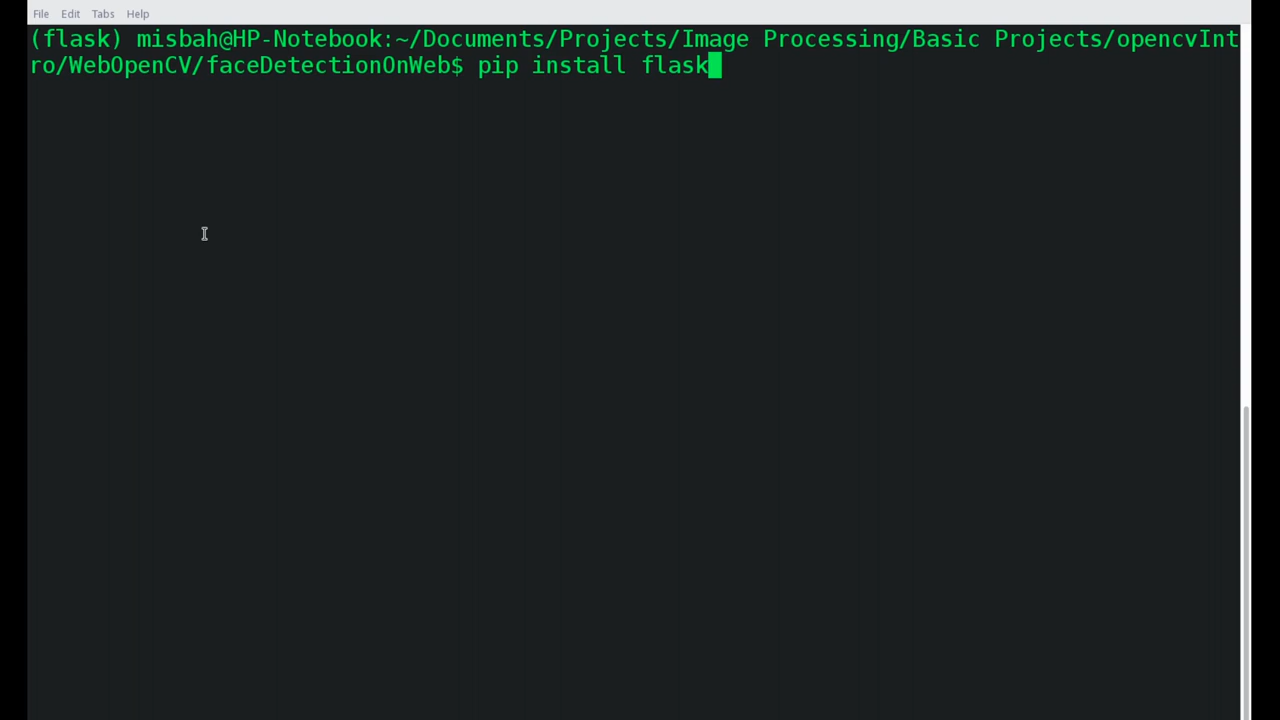 File Edit Tabs Help
(flask) misbah@HP-Notebook:~/Documents/Projects/Image Processing/Basic Projects/opencvInt
ro/WebOpenCV/faceDetectionOnWeb$ pip install flask